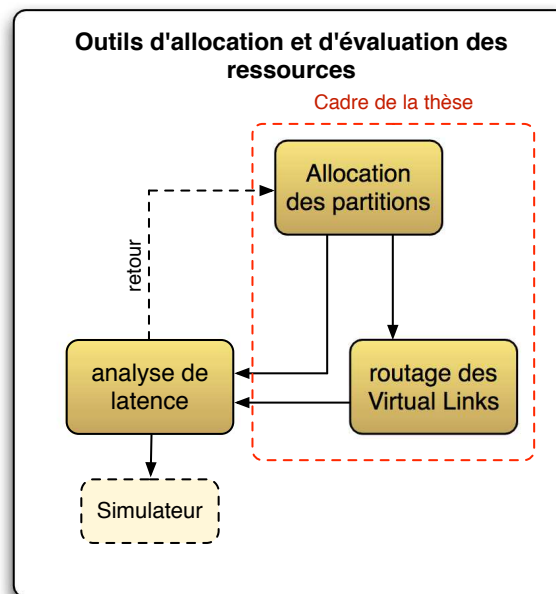 Outils d'allocation et d'évaluation des
ressources
Cadre de la thèse
Allocation
des partitions
retour
analyse de
latence
routage des
Virtual Links
Simulateur